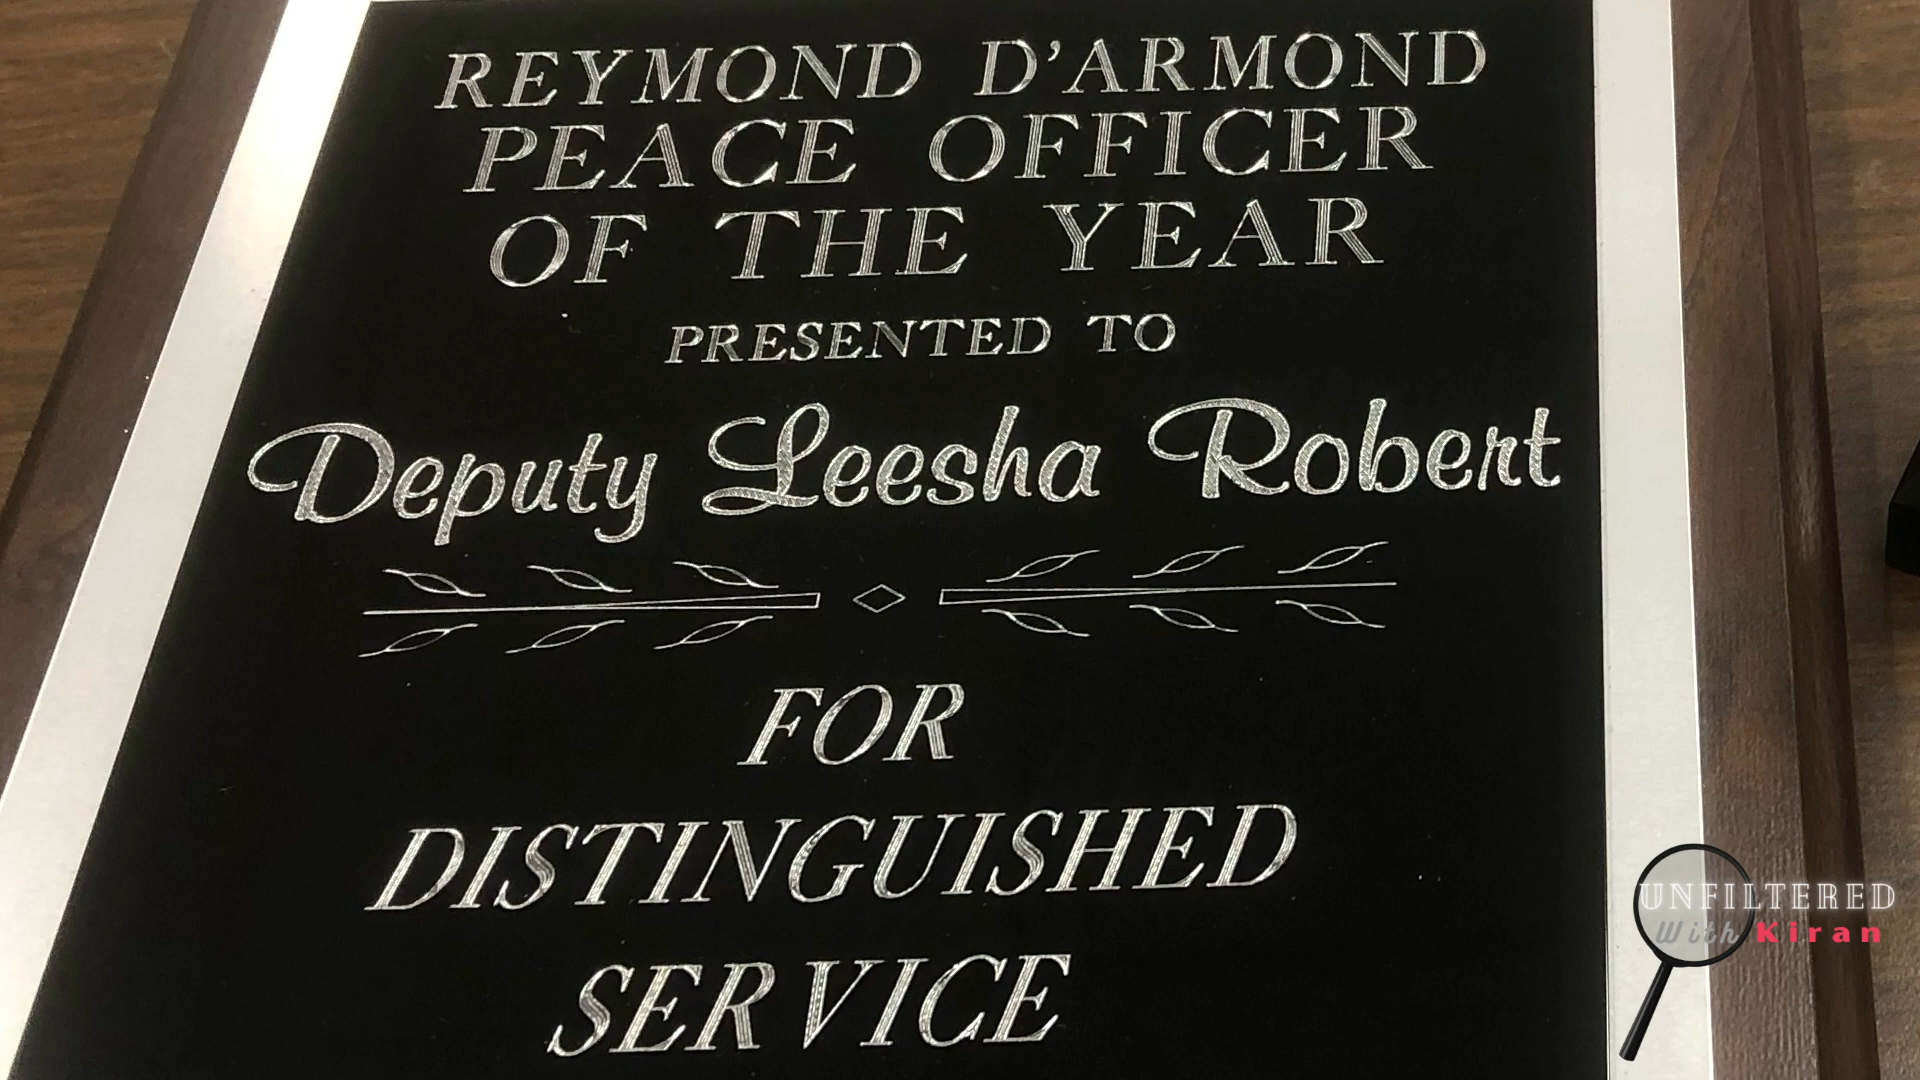 REYMOND D'ARMOND
PEACE OFFICER
OF THE YEAR
PRESENTED TO
Deputy Leesha Robert
FOR
DISTINGUISHED
SERVICE
UNFILTERED
With Kiran